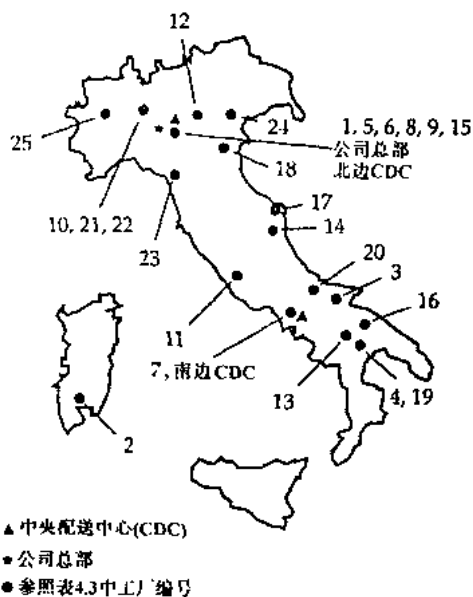 12
25
24
1, 5, 6, 8, 9, 15
公司总部
北边CDC
18
10, 21, 22
17
14
23
20
3
11
16
7,南边CDC
13
4, 19
2
▲中央配送中心(CDC)
★公司总部
●参照表4.3中工厂编号